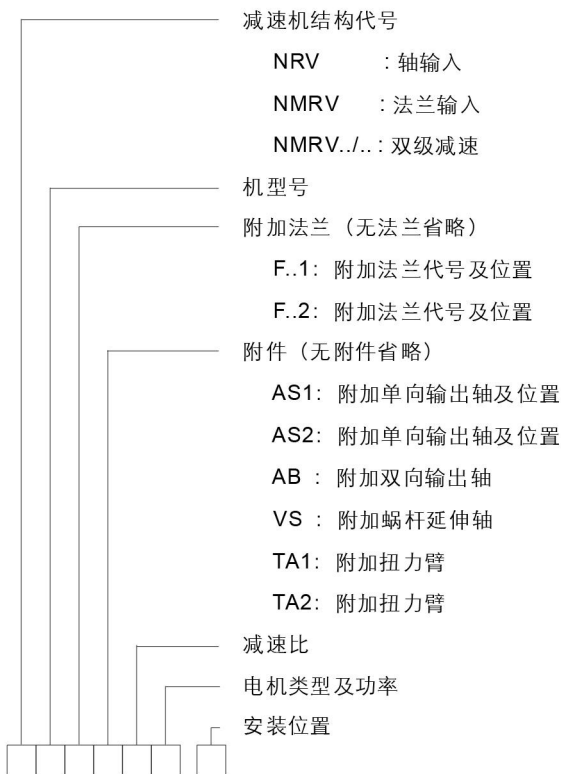 减速机结构代号
NRV : 轴输入
NMRV : 法兰输入
NMRV../.. : 双级减速
机型号
附加法兰（无法兰省略）
F..1: 附加法兰代号及位置
F..2: 附加法兰代号及位置
附件（无附件省略）
AS1: 附加单向输出轴及位置
AS2: 附加单向输出轴及位置
AB : 附加双向输出轴
VS : 附加蜗杆延伸轴
TA1: 附加扭力臂
TA2: 附加扭力臂
减速比
电机类型及功率
安装位置